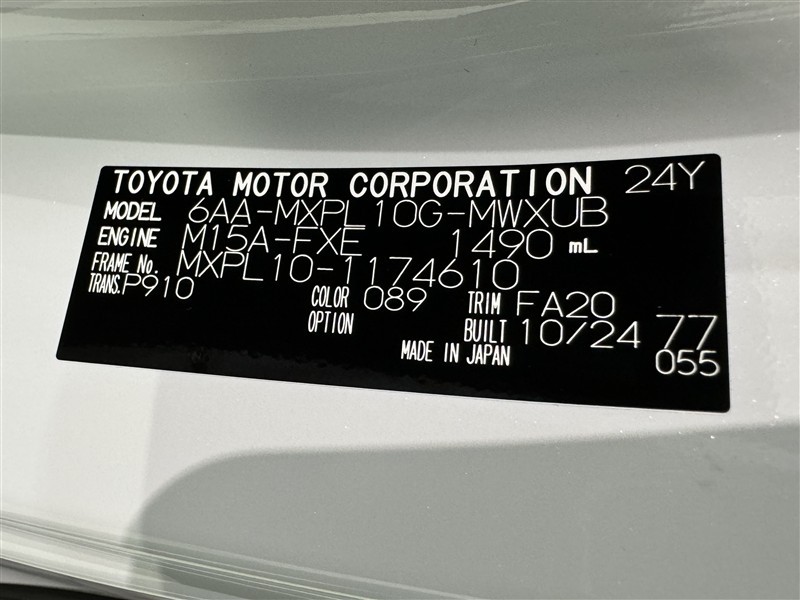 TOYOTA MOTOR CORPORATION 24Y
MODEL 6AA-MXPL10G-MWXUB
ENGINE M15A-FXE 1490 mL
FRAME No. MXPL10-1174610
TRANS. P910 COLOR 089 TRIM FA20
OPTION BUILT 10/24 77
MADE IN JAPAN 055